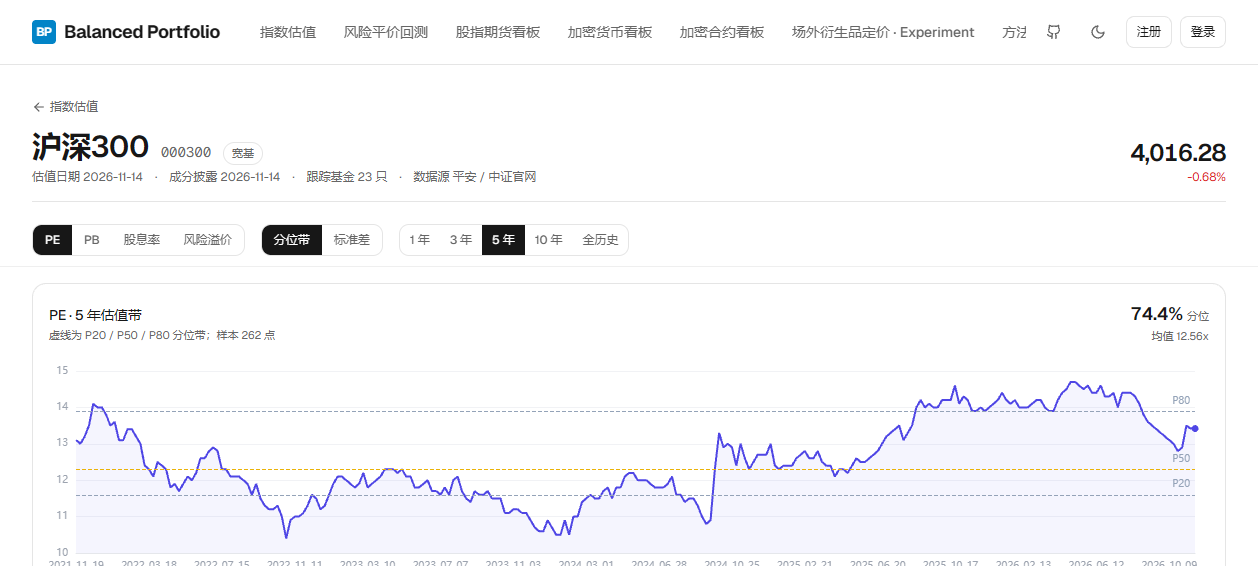 BP Balanced Portfolio 指数估值 风险平价回测 股指期货看板 加密货币看板 加密合约看板 场外衍生品定价 · Experiment 方法 注册 登录
← 指数估值
沪深300 000300 宽基 4,016.28
估值日期 2026-11-14 · 成分披露 2026-11-14 · 跟踪基金 23 只 · 数据源 平安 / 中证官网 -0.68%
PE PB 股息率 风险溢价 分位带 标准差 1 年 3 年 5 年 10 年 全历史
PE · 5 年估值带 74.4% 分位
虚线为 P20 / P50 / P80 分位带；样本 262 点 均值 12.56x
15
14 P80
13
P50
12 P20
11
10
2021-11-19 2022-03-18 2022-07-15 2022-11-11 2023-03-10 2023-07-07 2023-11-03 2024-03-01 2024-06-28 2024-10-25 2025-02-21 2025-06-20 2025-10-17 2026-02-13 2026-06-12 2026-10-09